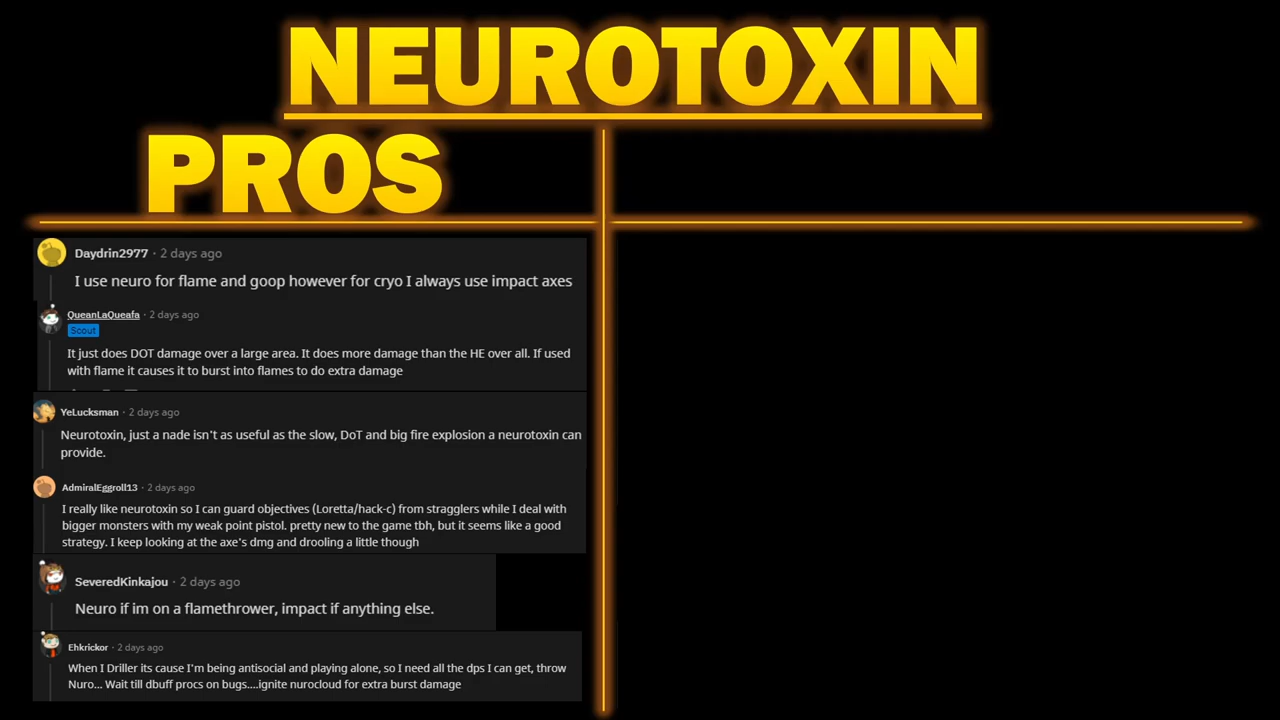 NEUROTOXIN
PROS
Daydrin2977 · 2 days ago
I use neuro for flame and goop however for cryo I always use impact axes
QueanLaQueafa · 2 days ago
Scout
It just does DOT damage over a large area. It does more damage than the HE over all. If used
with flame it causes it to burst into flames to do extra damage
YeLucksman · 2 days ago
Neurotoxin, just a nade isn't as useful as the slow, DoT and big fire explosion a neurotoxin can
provide.
AdmiralEggroll13 · 2 days ago
I really like neurotoxin so I can guard objectives (Loretta/hack-c) from stragglers while I deal with
bigger monsters with my weak point pistol. pretty new to the game tbh, but it seems like a good
strategy. I keep looking at the axe's dmg and drooling a little though
SeveredKinkajou · 2 days ago
Neuro if im on a flamethrower, impact if anything else.
Ehkrickor · 2 days ago
When I Driller its cause I'm being antisocial and playing alone, so I need all the dps I can get, throw
Nuro... Wait till dbuff procs on bugs....ignite nurocloud for extra burst damage